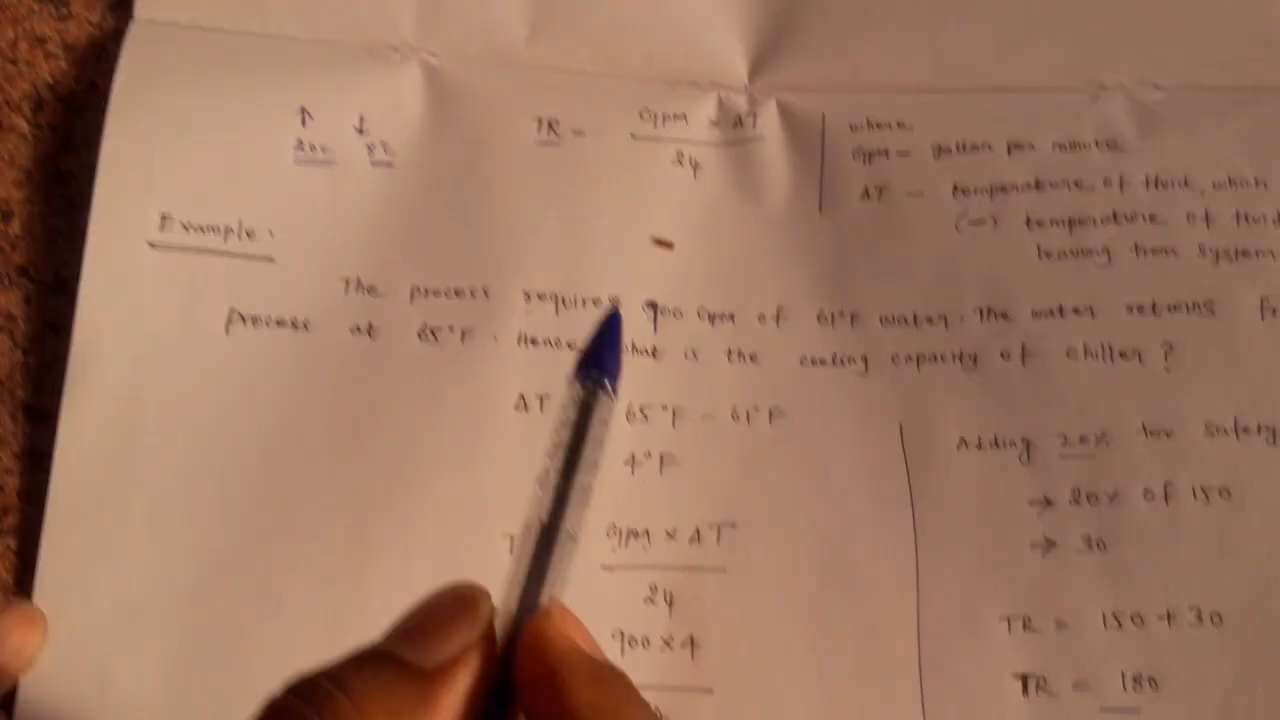 ↑ ↓ TR = GPM × ΔT
20% 24
where,
GPM = gallon per minute
ΔT — temperature of fluid, which
(-) temperature of fluid
leaving from system
Example:
The process requires 900 GPM of 61°F water. The water returns
process at 65°F. Hence what is the cooling capacity of chiller?
ΔT 65°F - 61°F
4°F
GPM × ΔT
24
900 × 4
Adding 20% for safety
→ 20% of 150
→ 30
TR = 150 + 30
TR = 180